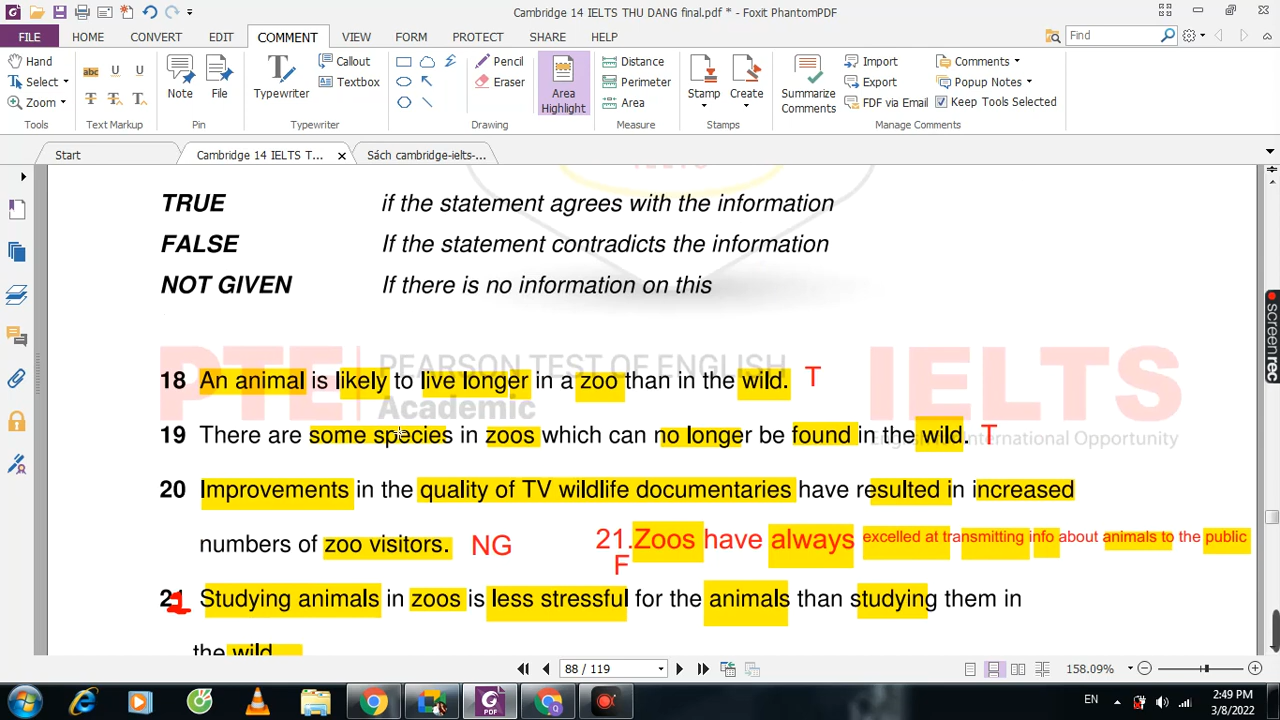 Cambridge 14 IELTS THU DANG final.pdf * - Foxit PhantomPDF
FILE HOME CONVERT EDIT COMMENT VIEW FORM PROTECT SHARE HELP Find
Hand
Select
Zoom
Tools
abc U U
T T T
Text Markup
Note File
Pin
Typewriter
Callout
Textbox
Typewriter
Pencil
Eraser
Drawing
Area Highlight
Distance
Perimeter
Area
Measure
Stamp Create
Stamps
Summarize Comments
Import
Export
FDF via Email
Comments
Popup Notes
Keep Tools Selected
Manage Comments
Start Cambridge 14 IELTS T... Sách cambridge-ielts-...
TRUE if the statement agrees with the information
FALSE If the statement contradicts the information
NOT GIVEN If there is no information on this
PTE PEARSON TEST OF ENGLISH Academic IELTS
18 An animal is likely to live longer in a zoo than in the wild. T
19 There are some species in zoos which can no longer be found in the wild. T
International Opportunity
20 Improvements in the quality of TV wildlife documentaries have resulted in increased
numbers of zoo visitors. NG 21.Zoos have always excelled at transmitting info about animals to the public
F
21 Studying animals in zoos is less stressful for the animals than studying them in
the wild.
88 / 119 158.09%
screenrec
EN 2:49 PM
3/8/2022